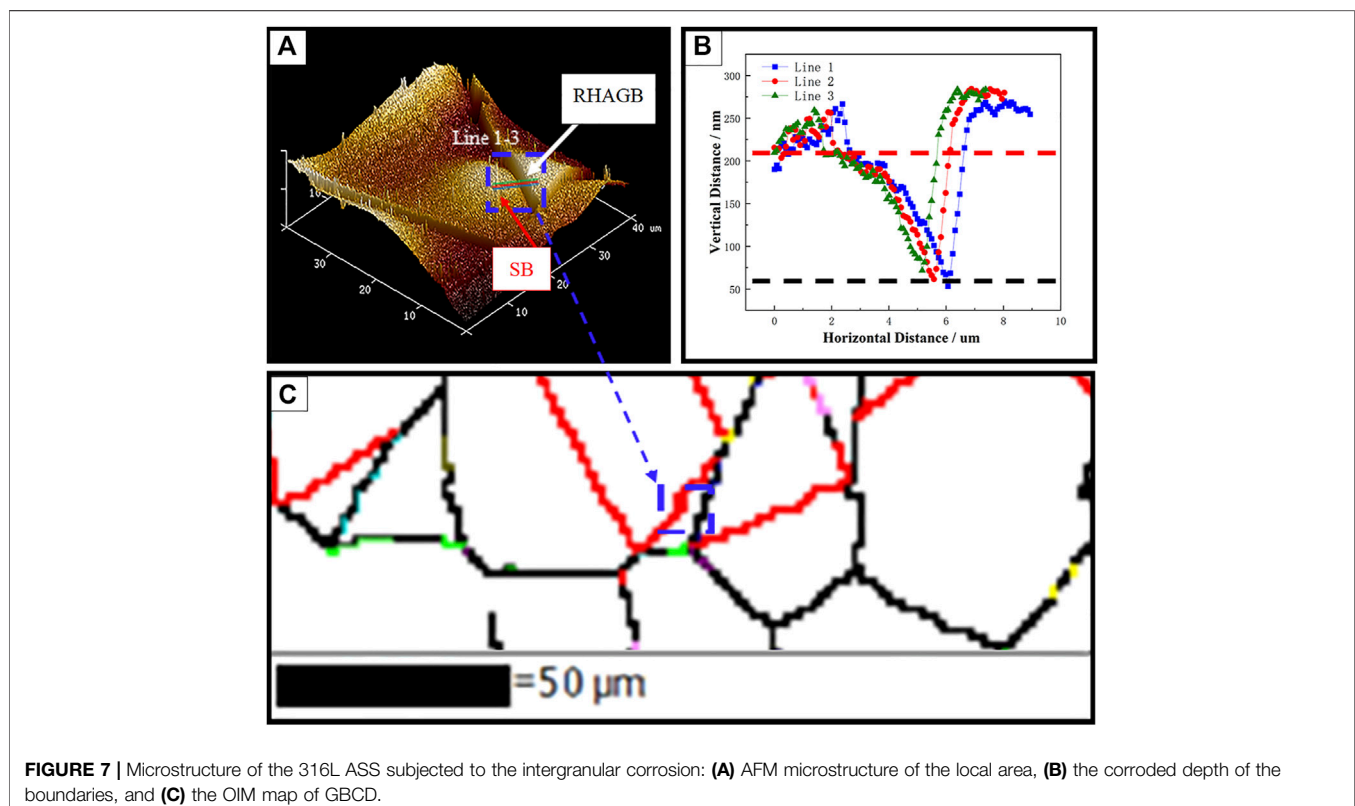 A
RHAGB
Line 1-3
SB
10
40 um
30
20
10
30
20
10
B
Line 1
Line 2
Line 3
300
250
200
150
100
50
0
2
4
6
8
10
Vertical Distance / nm
Horizontal Distance / um
C
=50 µm
FIGURE 7 | Microstructure of the 316L ASS subjected to the intergranular corrosion: (A) AFM microstructure of the local area, (B) the corroded depth of the
boundaries, and (C) the OIM map of GBCD.